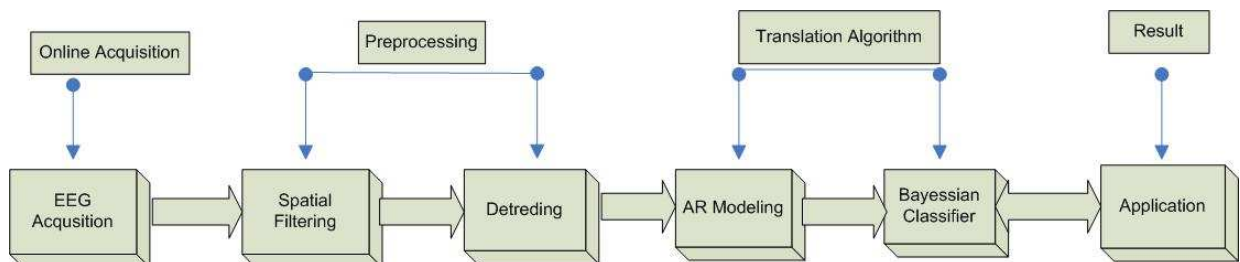 Online Acquisition
Preprocessing
Translation Algorithm
Result
EEG
Acqusition
Spatial
Filtering
Detreding
AR Modeling
Bayessian
Classifier
Application